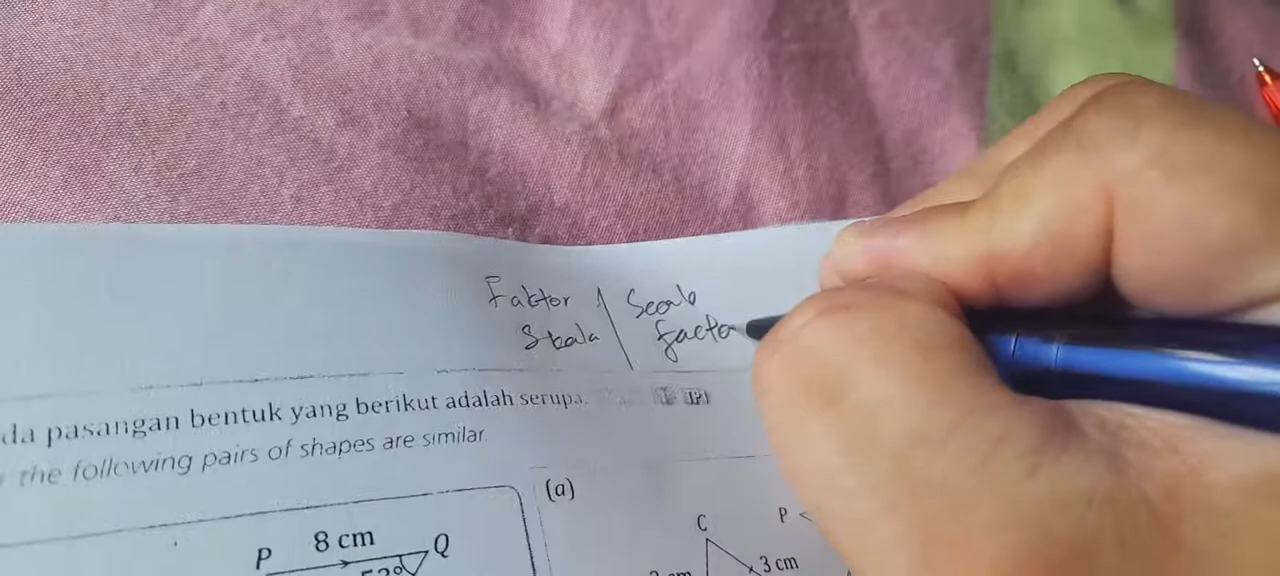 Faktor / Scale
Skala / facto
da pasangan bentuk yang berikut adalah serupa.
the following pairs of shapes are similar.
(a)
P 8 cm Q
C
P <
3 cm